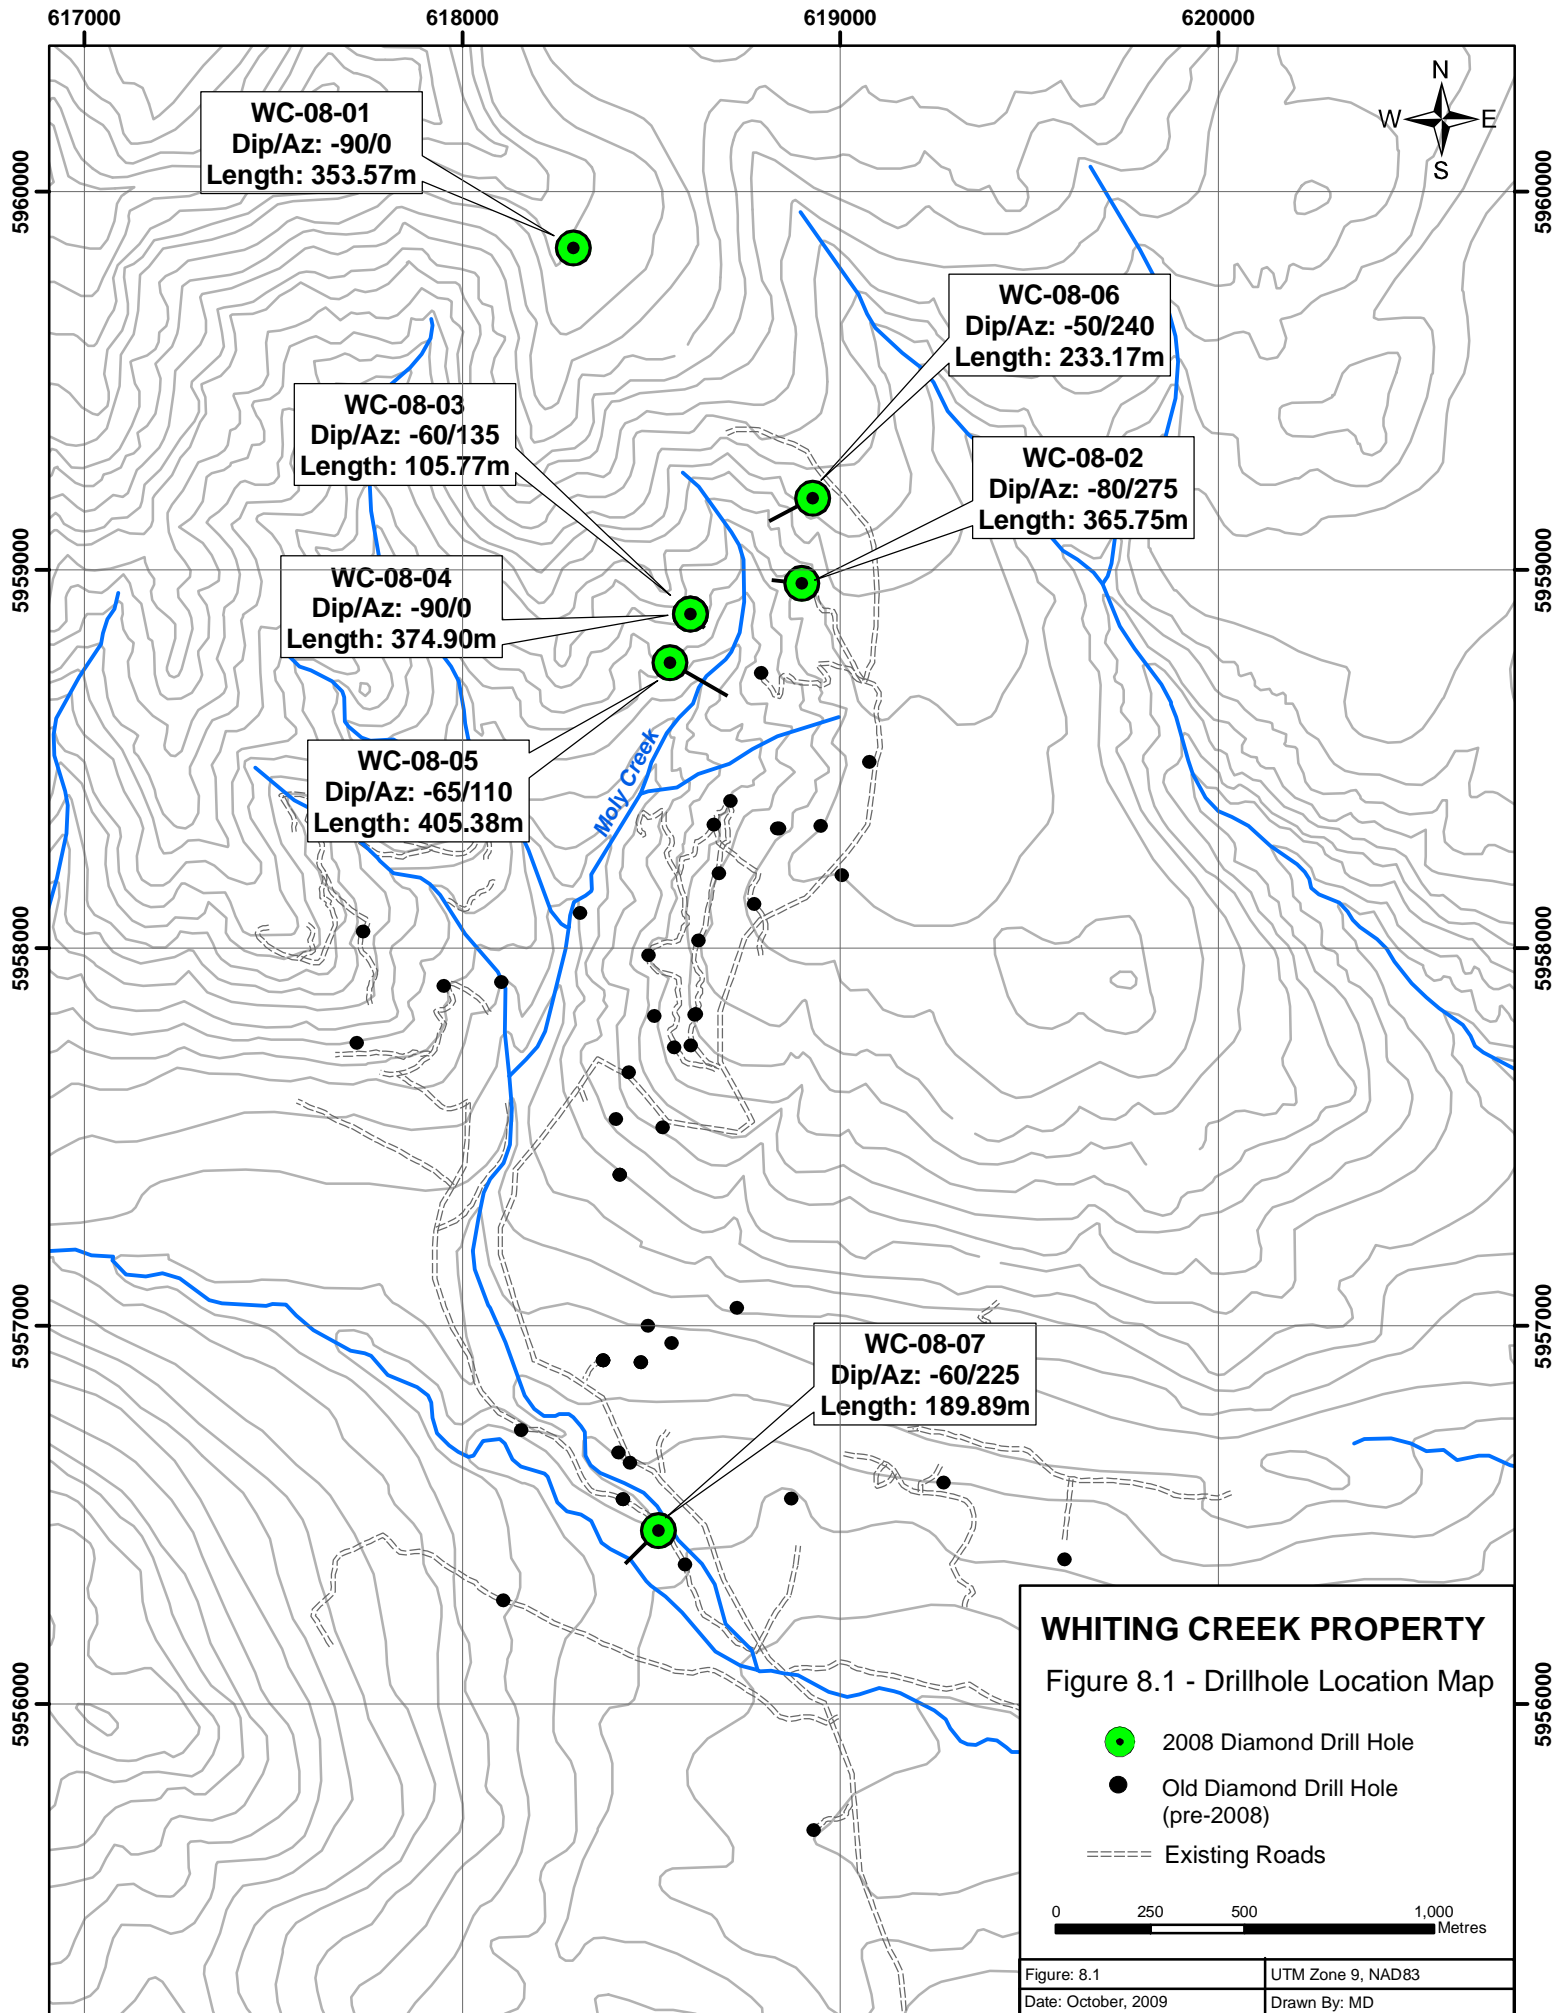 617000
618000
619000
620000
N
W
E
S
5960000
5960000
WC-08-01
Dip/Az: -90/0
Length: 353.57m
WC-08-06
Dip/Az: -50/240
Length: 233.17m
WC-08-03
Dip/Az: -60/135
Length: 105.77m
WC-08-02
Dip/Az: -80/275
Length: 365.75m
5959000
5959000
WC-08-04
Dip/Az: -90/0
Length: 374.90m
WC-08-05
Dip/Az: -65/110
Length: 405.38m
Moly Creek
5958000
5958000
5957000
5957000
WC-08-07
Dip/Az: -60/225
Length: 189.89m
5956000
5956000
WHITING CREEK PROPERTY
Figure 8.1 - Drillhole Location Map
2008 Diamond Drill Hole
Old Diamond Drill Hole
(pre-2008)
Existing Roads
0 250 500 1,000
Metres
Figure: 8.1
UTM Zone 9, NAD83
Date: October, 2009
Drawn By: MD